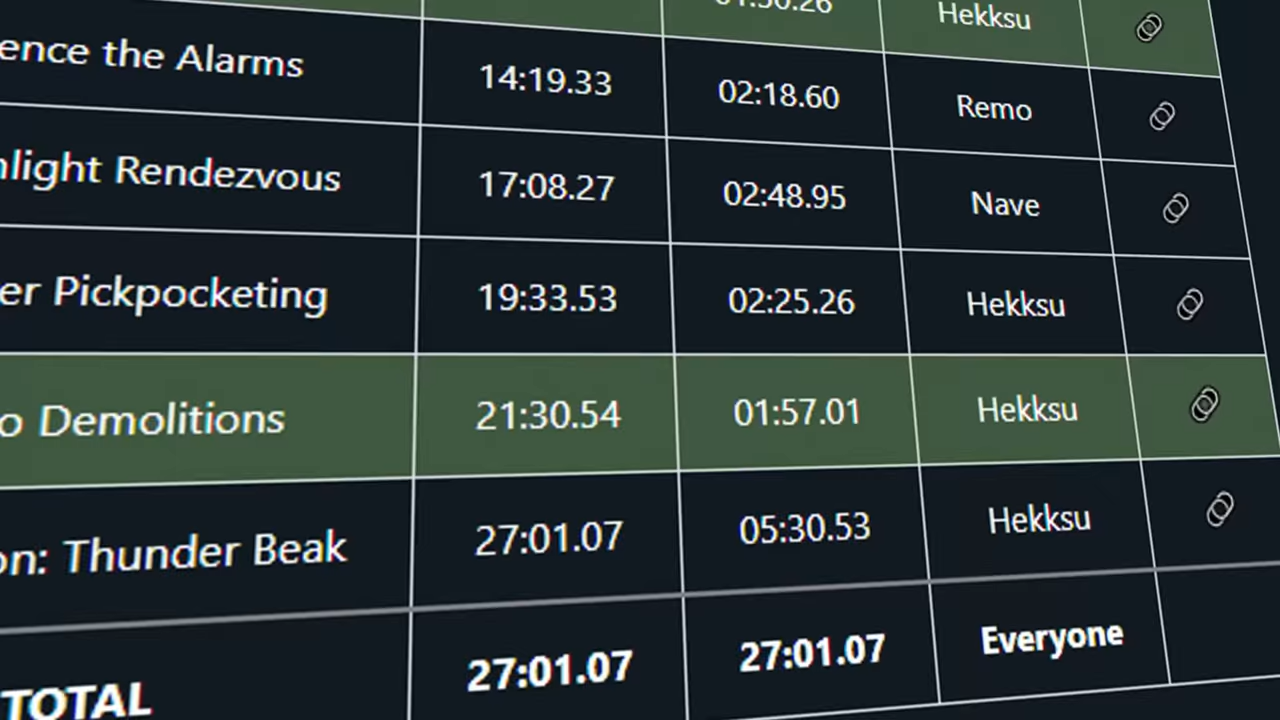 Hekksu
ence the Alarms 14:19.33 02:18.60 Remo
light Rendezvous 17:08.27 02:48.95 Nave
er Pickpocketing 19:33.53 02:25.26 Hekksu
o Demolitions 21:30.54 01:57.01 Hekksu
on: Thunder Beak 27:01.07 05:30.53 Hekksu
TOTAL 27:01.07 27:01.07 Everyone